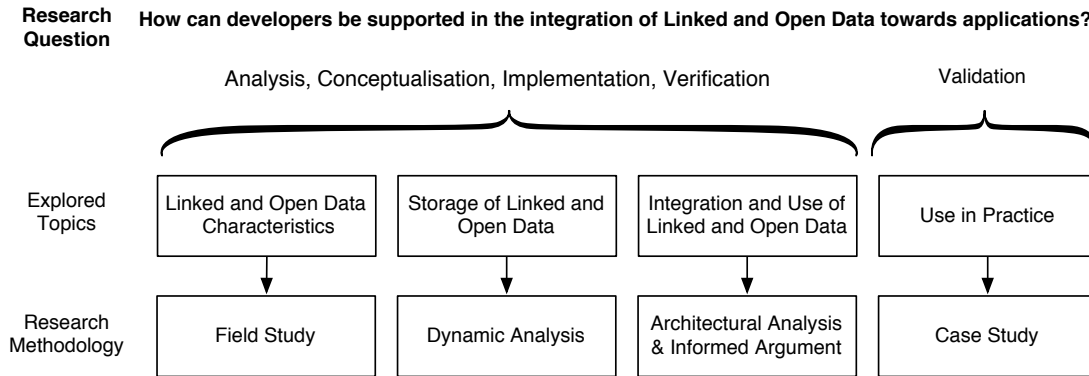 Research
Question
How can developers be supported in the integration of Linked and Open Data towards applications?
Analysis, Conceptualisation, Implementation, Verification
Validation
Explored
Topics
Linked and Open Data
Characteristics
Storage of Linked and
Open Data
Integration and Use of
Linked and Open Data
Use in Practice
Research
Methodology
Field Study
Dynamic Analysis
Architectural Analysis
& Informed Argument
Case Study